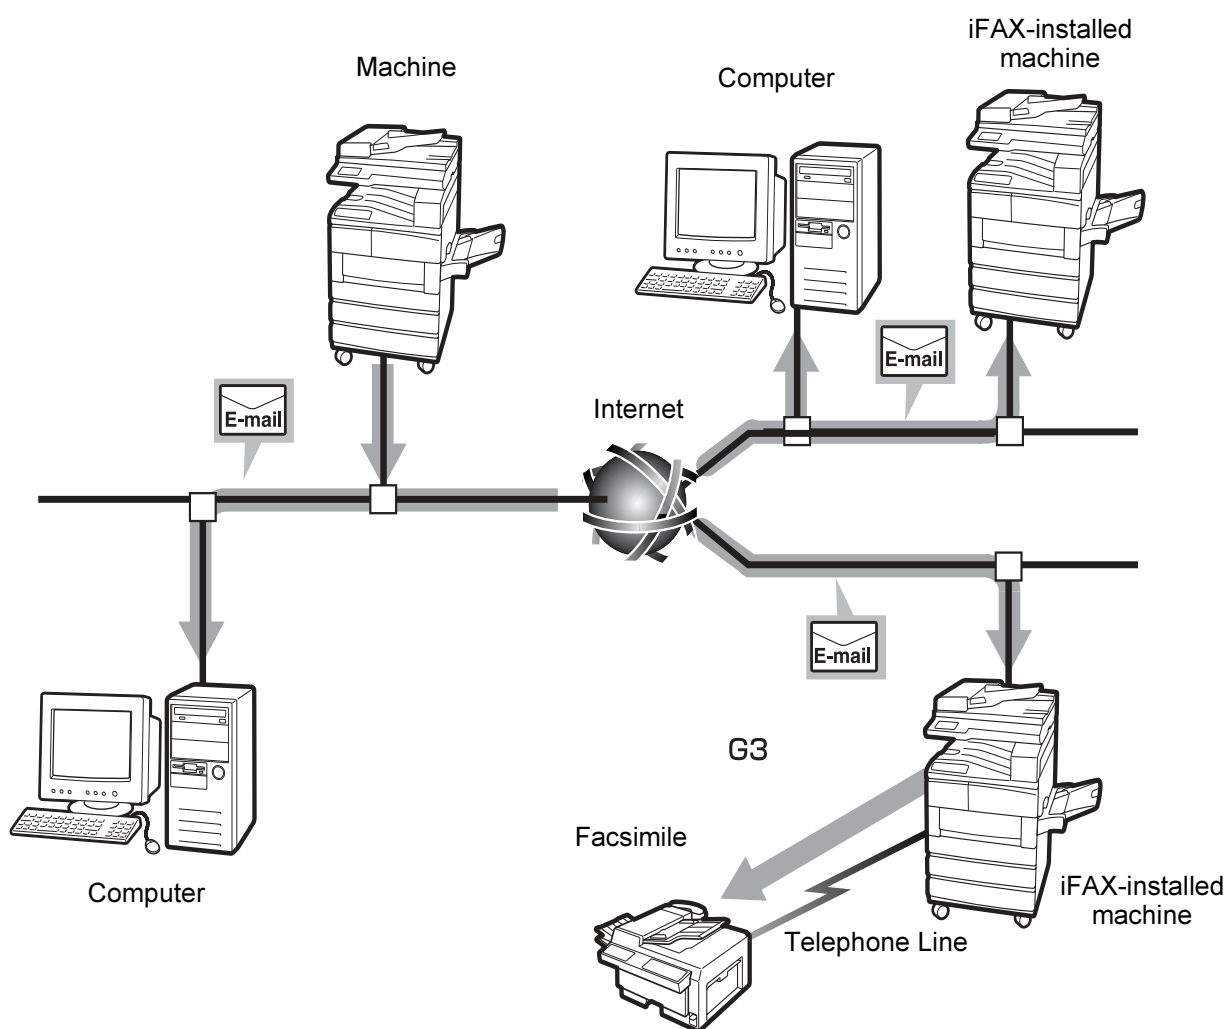 iFAX-installed
machine
Machine
Computer
E-mail
E-mail
Internet
E-mail
G3
Facsimile
Computer
iFAX-installed
machine
Telephone Line